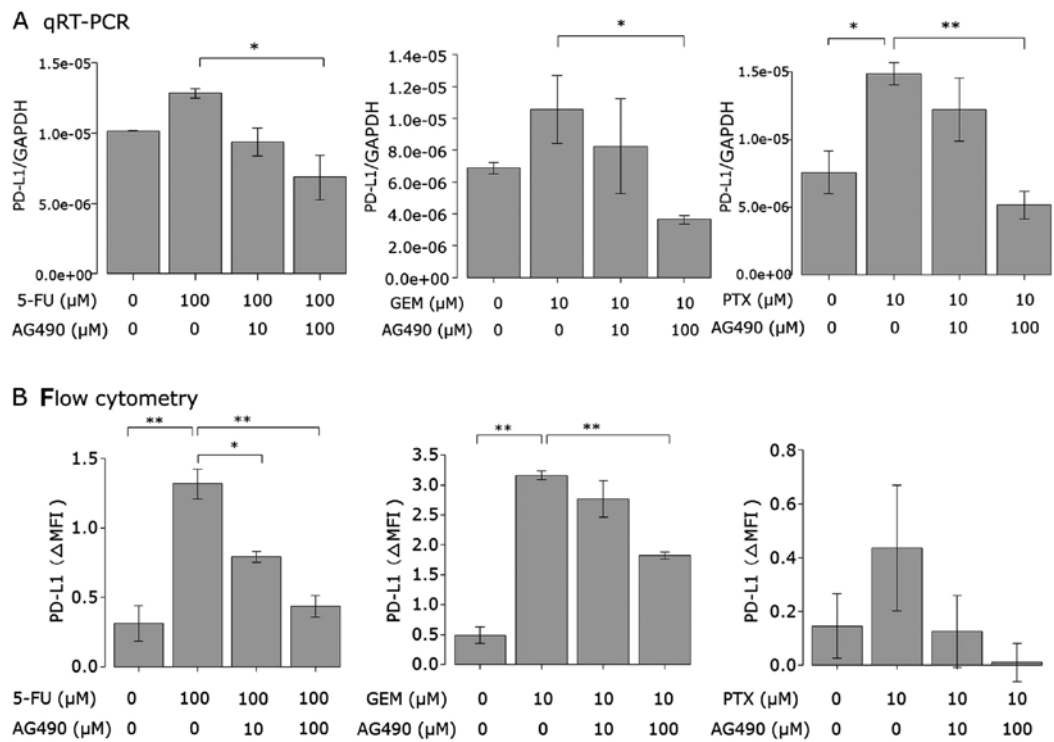 A qRT-PCR
*
1.5e-05
1.0e-05
5.0e-06
0.0e+00
PD-L1/GAPDH
5-FU (μM) 0 100 100 100
AG490 (μM) 0 0 10 100
*
1.4e-05
1.2e-05
1.0e-05
8.0e-06
6.0e-06
4.0e-06
2.0e-06
0.0e+00
PD-L1/GAPDH
GEM (μM) 0 10 10 10
AG490 (μM) 0 0 10 100
* **
1.5e-05
1.0e-05
5.0e-06
0.0e+00
PD-L1/GAPDH
PTX (μM) 0 10 10 10
AG490 (μM) 0 0 10 100
B Flow cytometry
** **
*
1.5
1.0
0.5
0.0
PD-L1 (△MFI)
5-FU (μM) 0 100 100 100
AG490 (μM) 0 0 10 100
** **
3.5
3.0
2.5
2.0
1.5
1.0
0.5
0.0
PD-L1 (△MFI)
GEM (μM) 0 10 10 10
AG490 (μM) 0 0 10 100
0.8
0.6
0.4
0.2
0.0
PD-L1 (△MFI)
PTX (μM) 0 10 10 10
AG490 (μM) 0 0 10 100